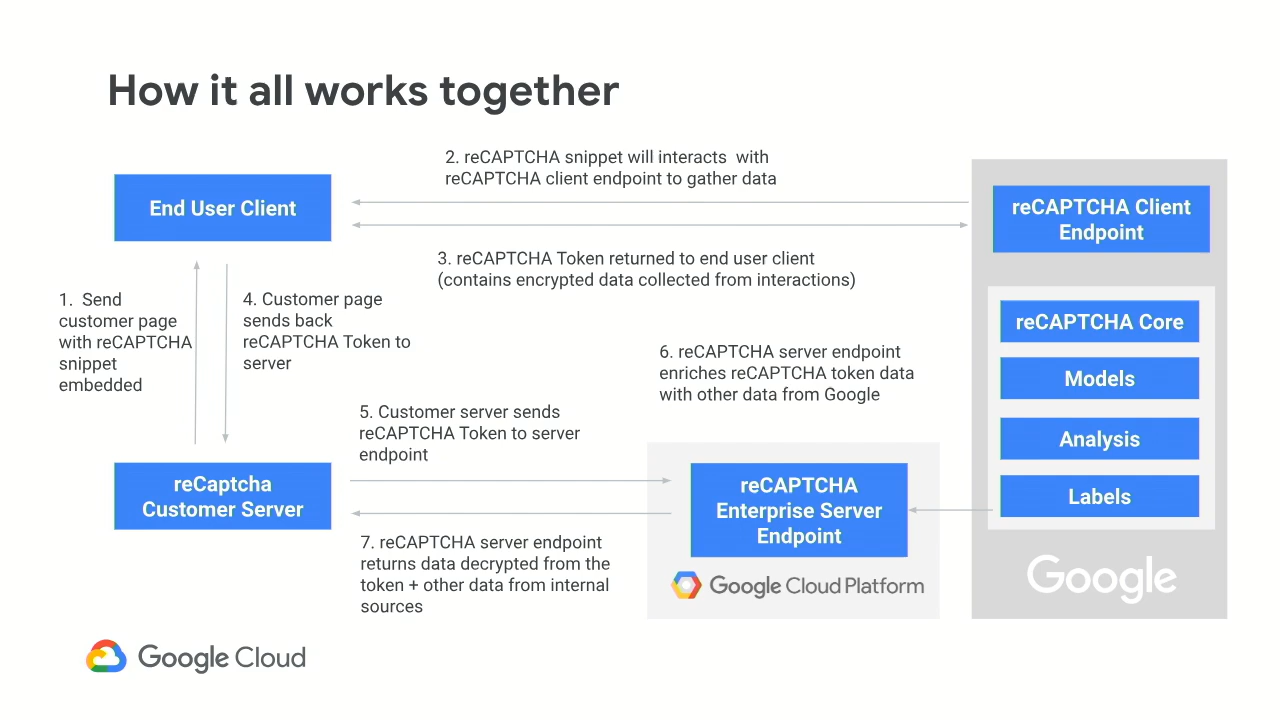 How it all works together
2. reCAPTCHA snippet will interacts  with
reCAPTCHA client endpoint to gather data
End User Client
reCAPTCHA Client
Endpoint
3. reCAPTCHA Token returned to end user client
(contains encrypted data collected from interactions)
1.  Send
customer page
with reCAPTCHA
snippet
embedded
4. Customer page
sends back
reCAPTCHA Token to
server
reCAPTCHA Core
Models
Analysis
Labels
6. reCAPTCHA server endpoint
enriches reCAPTCHA token data
with other data from Google
5. Customer server sends
reCAPTCHA Token to server
endpoint
reCaptcha
Customer Server
reCAPTCHA
Enterprise Server
Endpoint
7. reCAPTCHA server endpoint
returns data decrypted from the
token + other data from internal
sources
Google Cloud Platform
Google
Google Cloud